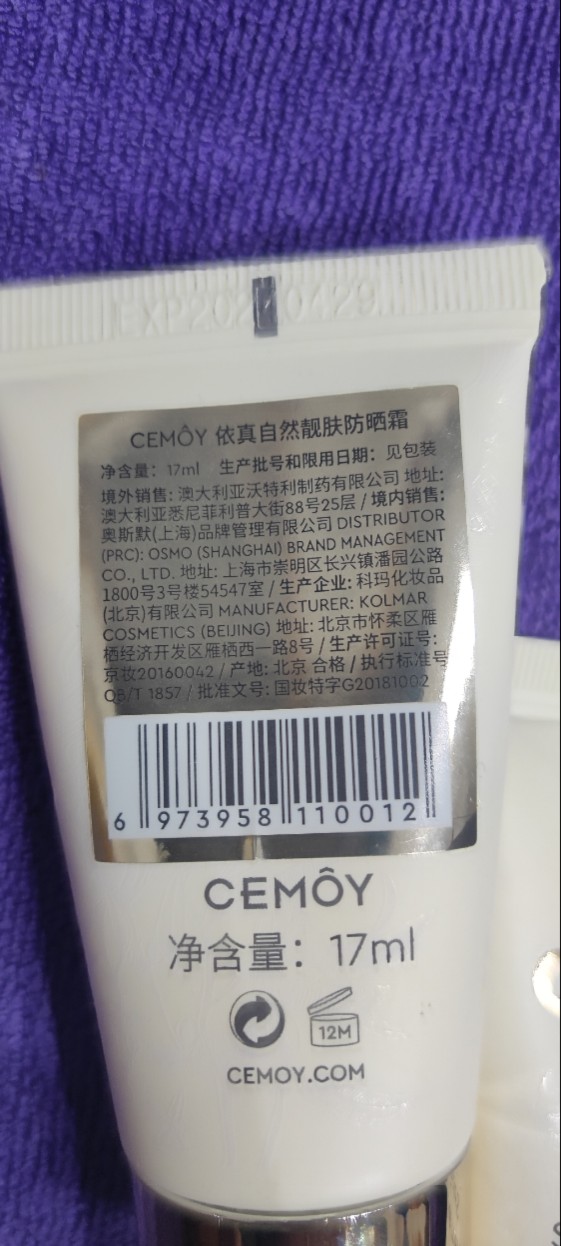 EXP202 0429
CEMÔY 依真自然靓肤防晒霜
净含量：17ml 生产批号和限用日期：见包装
境外销售：澳大利亚沃特利制药有限公司 地址：
澳大利亚悉尼菲利普大街88号25层 / 境内销售：
奥斯默(上海)品牌管理有限公司 DISTRIBUTOR
(PRC): OSMO (SHANGHAI) BRAND MANAGEMENT
CO., LTD. 地址: 上海市崇明区长兴镇潘园公路
1800号3号楼54547室 / 生产企业: 科玛化妆品
(北京)有限公司 MANUFACTURER: KOLMAR
COSMETICS (BEIJING) 地址: 北京市怀柔区雁
栖经济开发区雁栖西一路8号 / 生产许可证号:
京妆20160042 / 产地: 北京 合格 / 执行标准号
QB/T 1857 / 批准文号: 国妆特字G20181002
6 973958 110012
CEMÔY
净含量：17ml
12M
CEMOY.COM